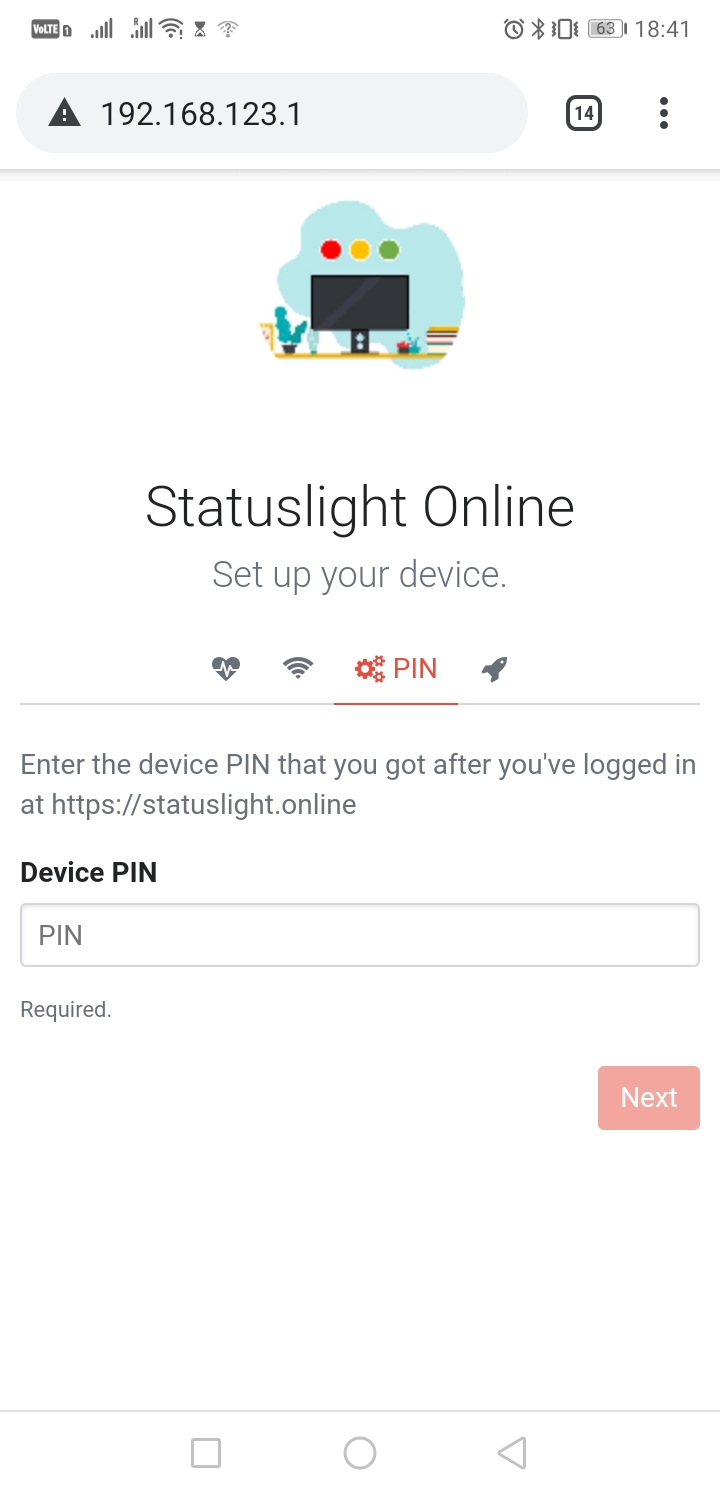 VoLTE 1 R 63 18:41
192.168.123.1 14
Statuslight Online
Set up your device.
PIN
Enter the device PIN that you got after you've logged in
at https://statuslight.online
Device PIN
PIN
Required.
Next